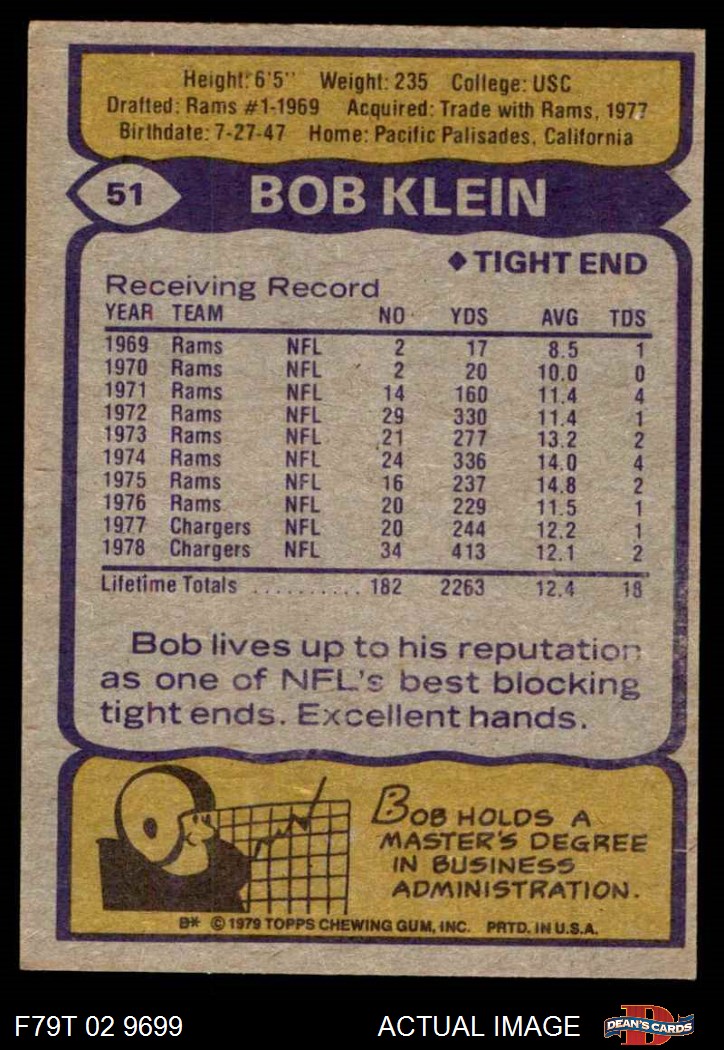 Height: 6'5" Weight: 235 College: USC
Drafted: Rams #1-1969 Acquired: Trade with Rams, 1977
Birthdate: 7-27-47 Home: Pacific Palisades, California
51 BOB KLEIN
♦ TIGHT END
Receiving Record
YEAR TEAM NO YDS AVG TDS
1969 Rams NFL 2 17 8.5 1
1970 Rams NFL 2 20 10.0 0
1971 Rams NFL 14 160 11.4 4
1972 Rams NFL 29 330 11.4 1
1973 Rams NFL 21 277 13.2 2
1974 Rams NFL 24 336 14.0 4
1975 Rams NFL 16 237 14.8 2
1976 Rams NFL 20 229 11.5 1
1977 Chargers NFL 20 244 12.2 1
1978 Chargers NFL 34 413 12.1 2
Lifetime Totals .......... 182 2263 12.4 18
Bob lives up to his reputation
as one of NFL's best blocking
tight ends. Excellent hands.
BOB HOLDS A
MASTER'S DEGREE
IN BUSINESS
ADMINISTRATION.
B* © 1979 TOPPS CHEWING GUM, INC. PRTD. IN U.S.A.
F79T 02 9699 ACTUAL IMAGE D DEAN'S CARDS